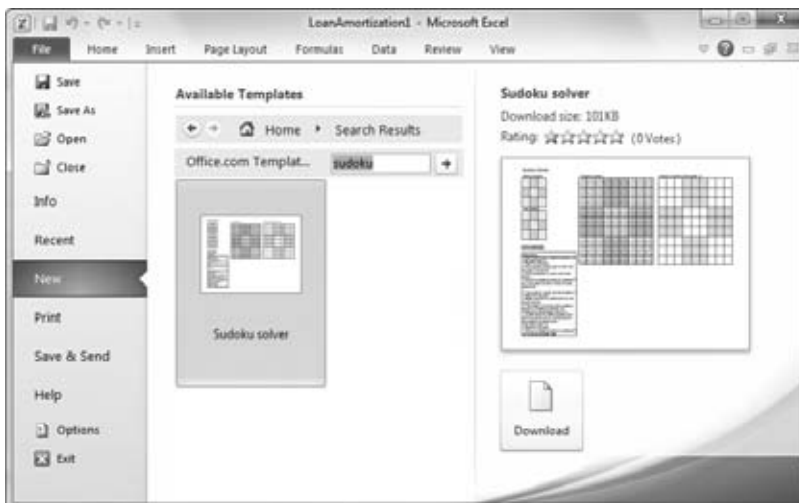 LoanAmortization1 - Microsoft Excel
File Home Insert Page Layout Formulas Data Review View
Save
Save As
Open
Close
Info
Recent
New
Print
Save & Send
Help
Options
Exit
Available Templates
Home Search Results
Office.com Templat... sudoku
Sudoku solver
Sudoku solver
Download size: 101KB
Rating: (0 Votes)
Download